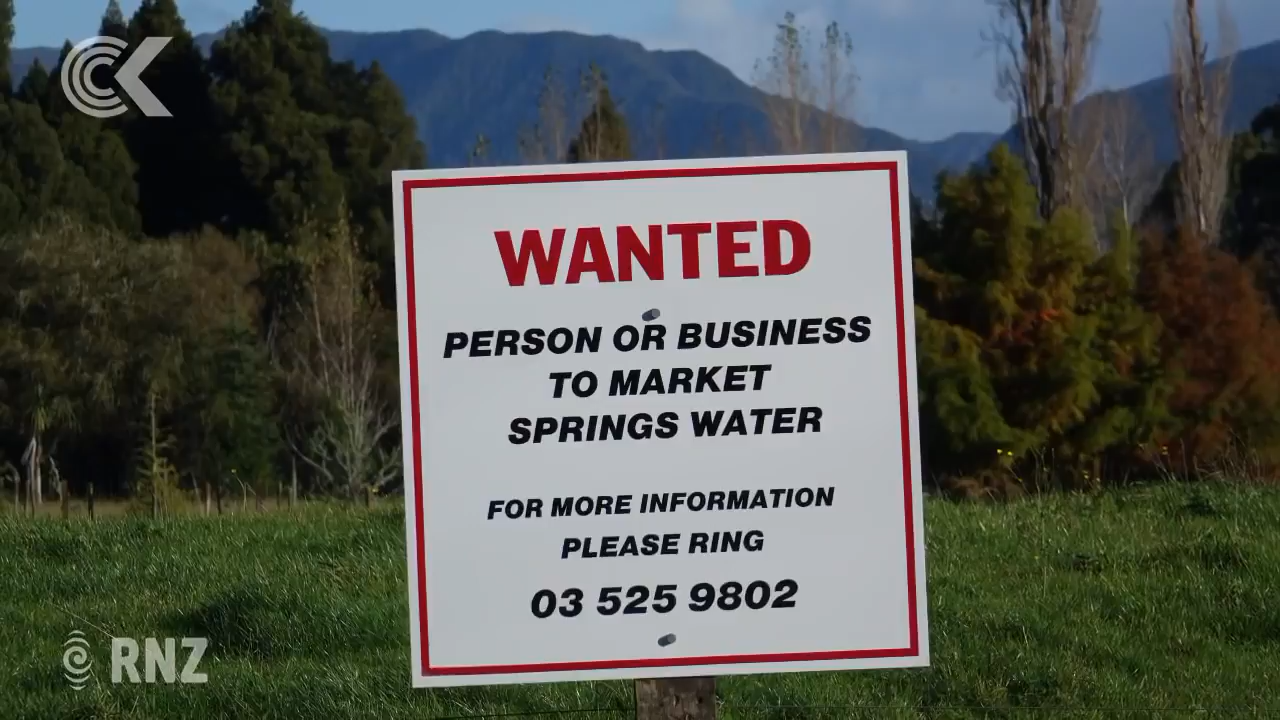 WANTED
PERSON OR BUSINESS
TO MARKET
SPRINGS WATER
FOR MORE INFORMATION
PLEASE RING
03 525 9802
RNZ